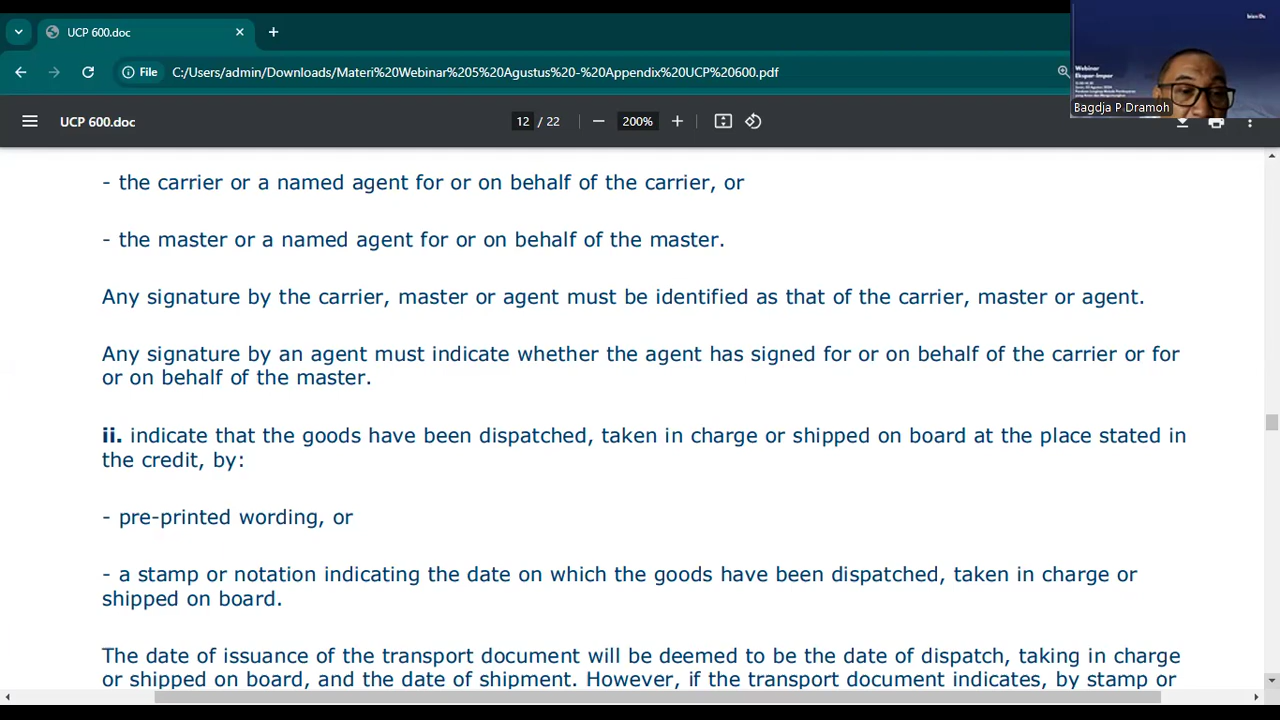 UCP 600.doc
File
C:/Users/admin/Downloads/Materi%20Webinar%205%20Agustus%20-%20Appendix%20UCP%20600.pdf
Webinar
Ekspor-Impor
Bagdja P Dramoh
UCP 600.doc
12 / 22
200%
- the carrier or a named agent for or on behalf of the carrier, or
- the master or a named agent for or on behalf of the master.
Any signature by the carrier, master or agent must be identified as that of the carrier, master or agent.
Any signature by an agent must indicate whether the agent has signed for or on behalf of the carrier or for
or on behalf of the master.
ii. indicate that the goods have been dispatched, taken in charge or shipped on board at the place stated in
the credit, by:
- pre-printed wording, or
- a stamp or notation indicating the date on which the goods have been dispatched, taken in charge or
shipped on board.
The date of issuance of the transport document will be deemed to be the date of dispatch, taking in charge
or shipped on board, and the date of shipment. However, if the transport document indicates, by stamp or